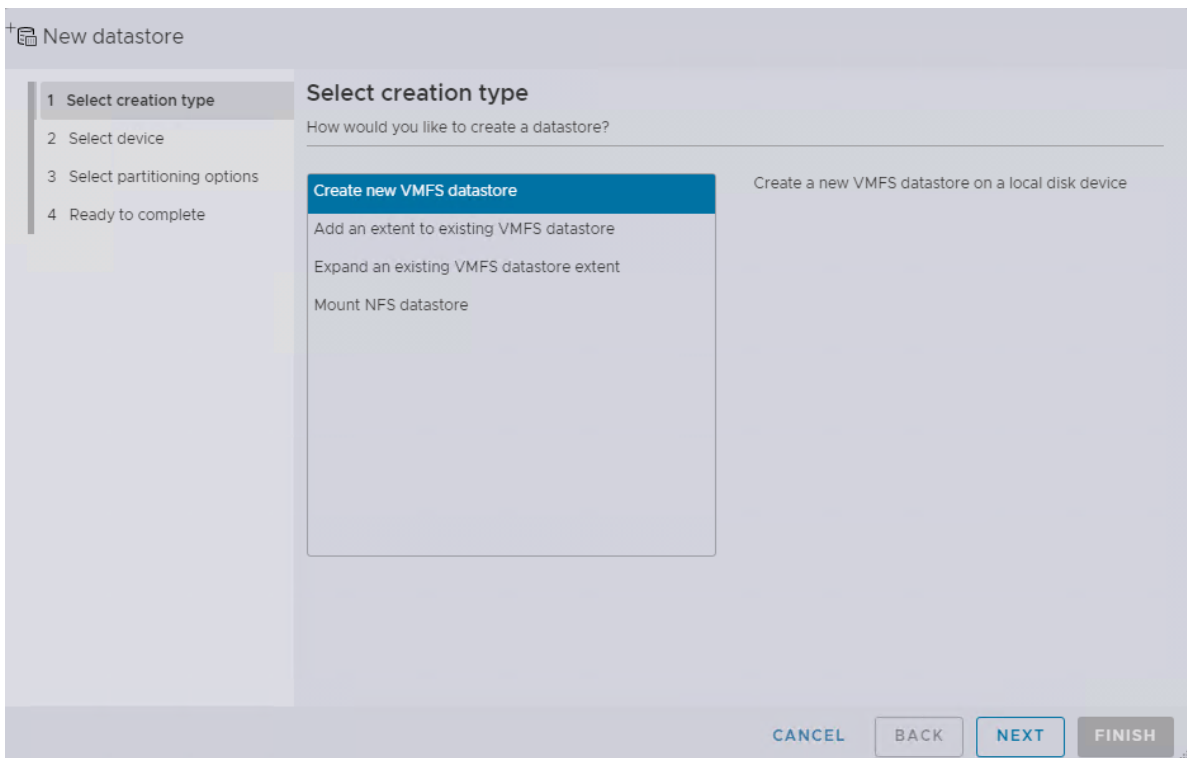 New datastore
1 Select creation type
2 Select device
3 Select partitioning options
4 Ready to complete
Select creation type
How would you like to create a datastore?
Create new VMFS datastore
Add an extent to existing VMFS datastore
Expand an existing VMFS datastore extent
Mount NFS datastore
Create a new VMFS datastore on a local disk device
CANCEL
BACK
NEXT
FINISH